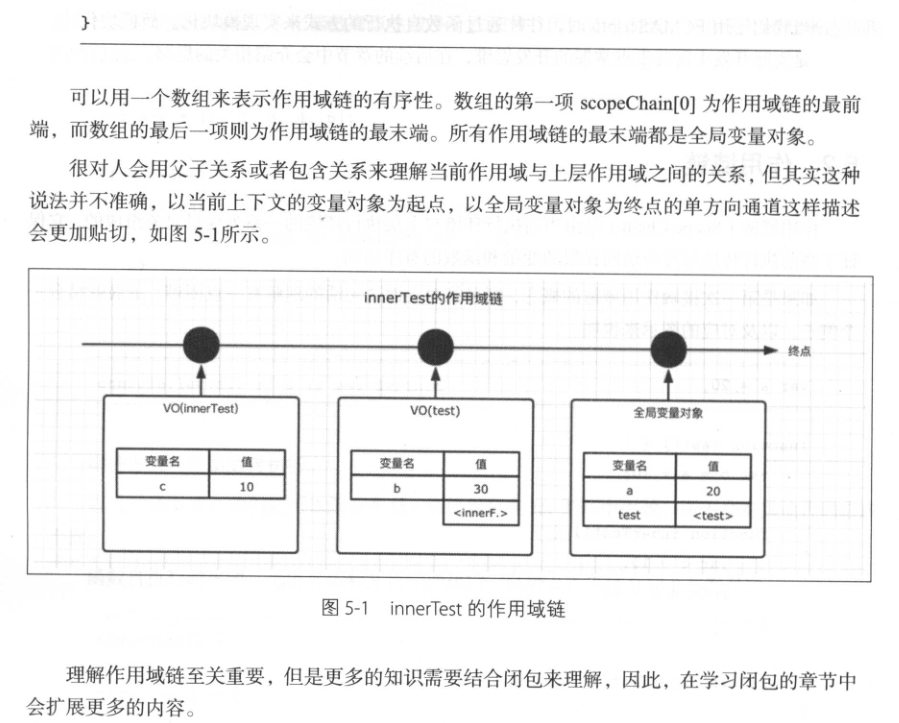 }
可以用一个数组来表示作用域链的有序性。数组的第一项 scopeChain[0] 为作用域链的最前
端，而数组的最后一项则为作用域链的最末端。所有作用域链的最末端都是全局变量对象。
很对人会用父子关系或者包含关系来理解当前作用域与上层作用域之间的关系，但其实这种
说法并不准确，以当前上下文的变量对象为起点，以全局变量对象为终点的单方向通道这样描述
会更加贴切，如图 5-1所示。
innerTest的作用域链
终点
VO(innerTest)
变量名 值
c 10
VO(test)
变量名 值
b 30
<innerF.>
全局变量对象
变量名 值
a 20
test <test>
图 5-1 innerTest 的作用域链
理解作用域链至关重要，但是更多的知识需要结合闭包来理解，因此，在学习闭包的章节中
会扩展更多的内容。